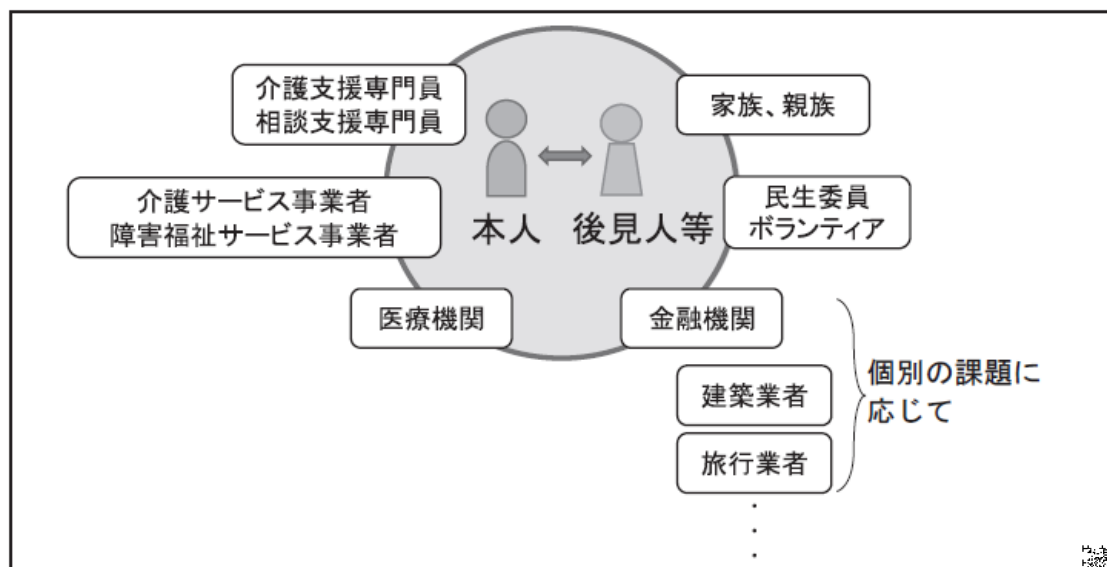 介護支援専門員
相談支援専門員
家族、親族
介護サービス事業者
障害福祉サービス事業者
民生委員
ボランティア
本人
後見人等
医療機関
金融機関
建築業者
旅行業者
個別の課題に
応じて